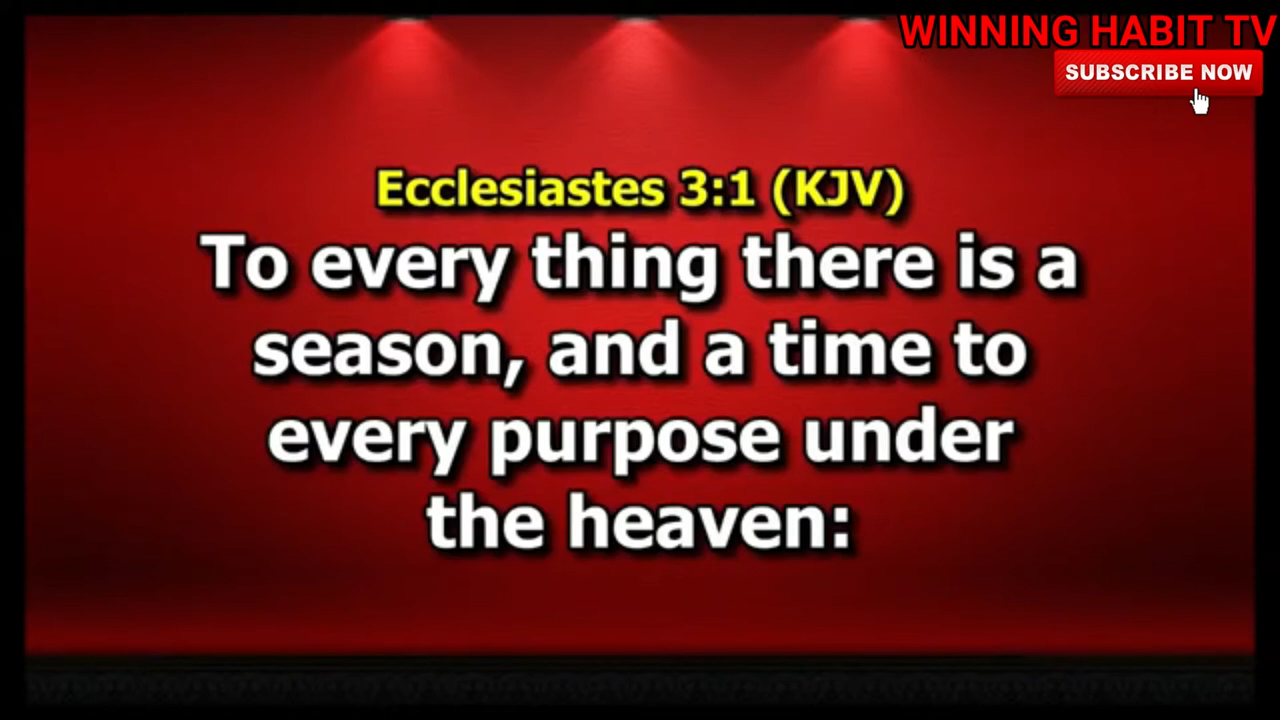 WINNING HABIT TV
SUBSCRIBE NOW
Ecclesiastes 3:1 (KJV)
To every thing there is a
season, and a time to
every purpose under
the heaven: